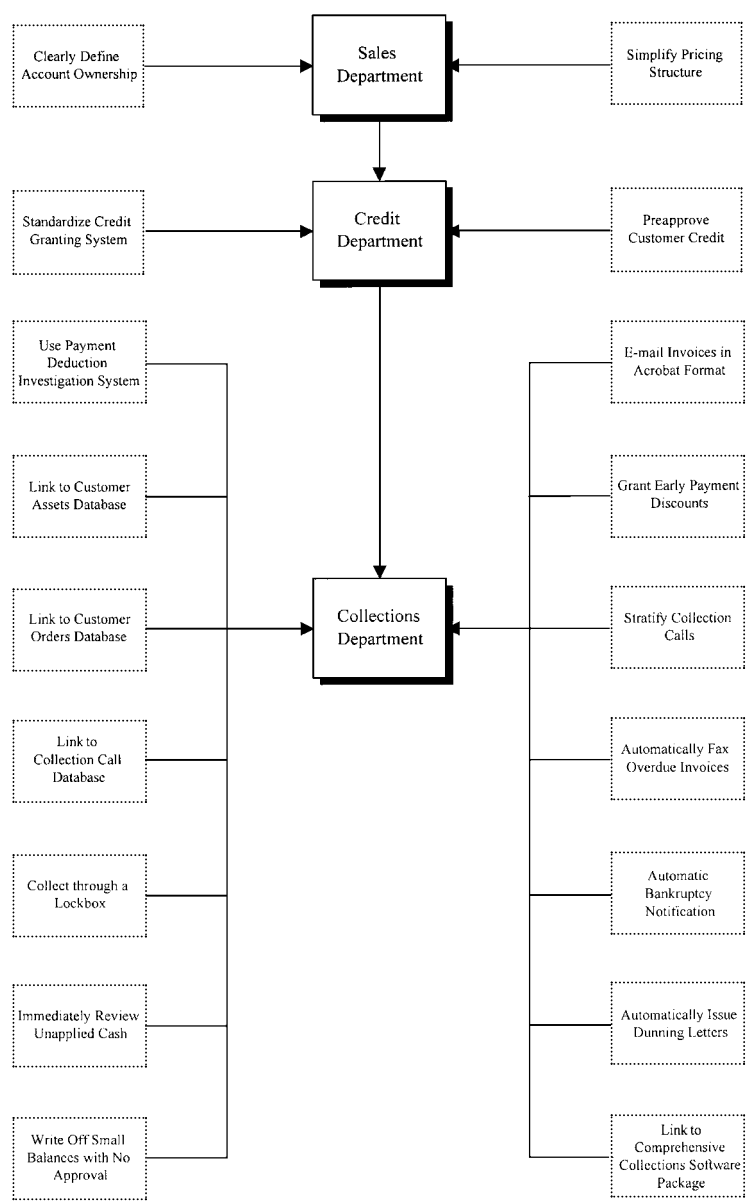 Clearly Define
Account Ownership
Sales
Department
Simplify Pricing
Structure
Standardize Credit
Granting System
Credit
Department
Preapprove
Customer Credit
Use Payment
Deduction
Investigation System
E-mail Invoices in
Acrobat Format
Link to Customer
Assets Database
Grant Early Payment
Discounts
Link to Customer
Orders Database
Collections
Department
Stratify Collection
Calls
Link to
Collection Call
Database
Automatically Fax
Overdue Invoices
Collect through a
Lockbox
Automatic
Bankruptcy
Notification
Immediately Review
Unapplied Cash
Automatically Issue
Dunning Letters
Write Off Small
Balances with No
Approval
Link to
Comprehensive
Collections Software
Package